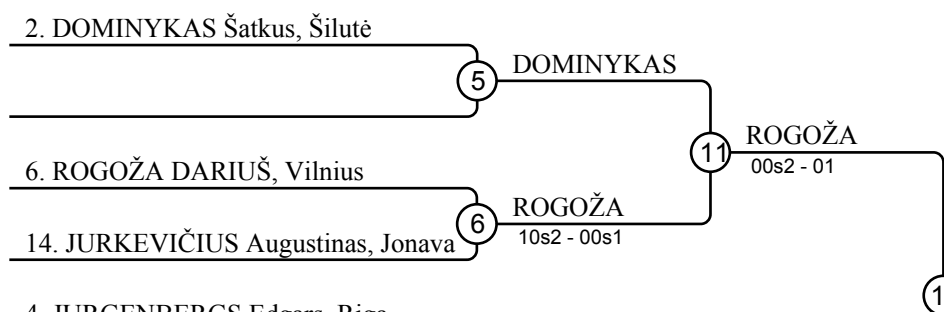 2. DOMINYKAS Šatkus, Šilutė
5
DOMINYKAS
11
ROGOŽA
00s2 - 01
6. ROGOŽA DARIUŠ, Vilnius
6
ROGOŽA
10s2 - 00s1
14. JURKEVIČIUS Augustinas, Jonava